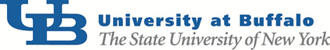 UB University at Buffalo
The State University of New York